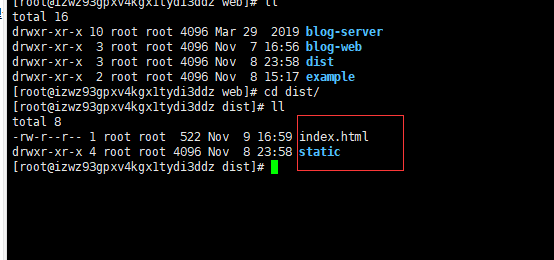 [root@izwz93gpxv4kgx1tydi3ddz web]# ll
total 16
drwxr-xr-x 10 root root 4096 Mar 29  2019 blog-server
drwxr-xr-x  3 root root 4096 Nov  7 16:56 blog-web
drwxr-xr-x  3 root root 4096 Nov  8 23:58 dist
drwxr-xr-x  2 root root 4096 Nov  8 15:17 example
[root@izwz93gpxv4kgx1tydi3ddz web]# cd dist/
[root@izwz93gpxv4kgx1tydi3ddz dist]# ll
total 8
-rw-r--r-- 1 root root  522 Nov  9 16:59 index.html
drwxr-xr-x 4 root root 4096 Nov  8 23:58 static
[root@izwz93gpxv4kgx1tydi3ddz dist]#